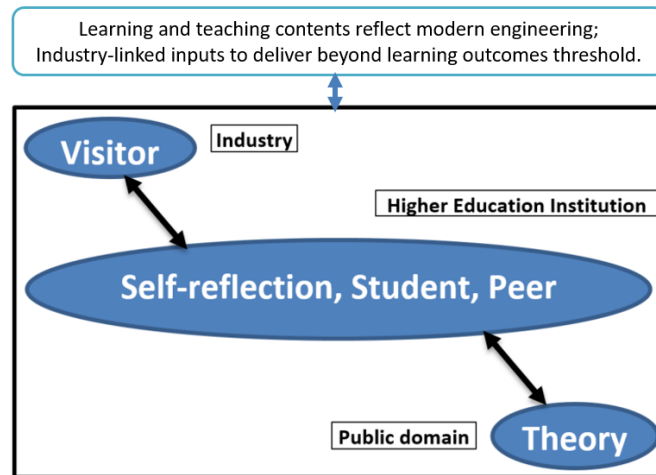 Learning and teaching contents reflect modern engineering;
Industry-linked inputs to deliver beyond learning outcomes threshold.
Visitor
Industry
Higher Education Institution
Self-reflection, Student, Peer
Public domain
Theory